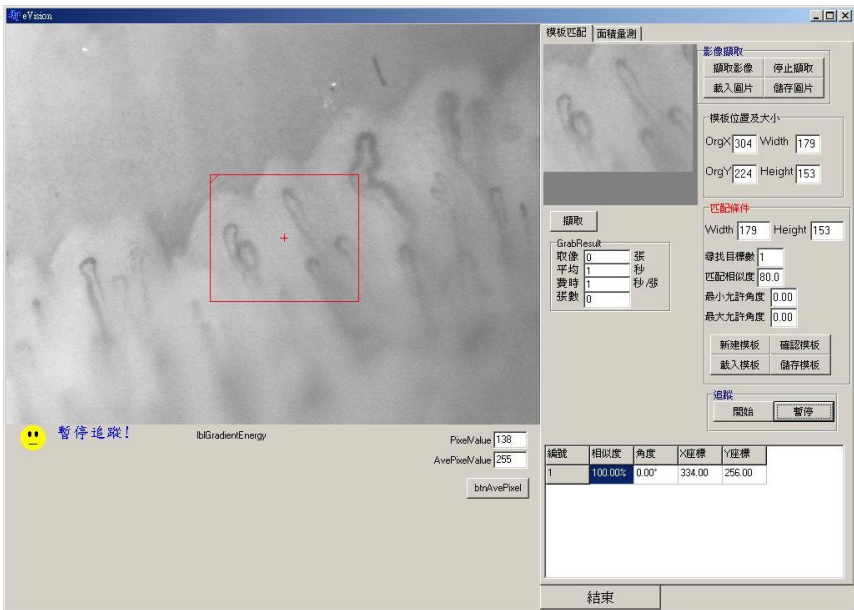 eVision
模板匹配 面積量測
影像擷取
擷取影像 停止擷取
載入圖片 儲存圖片
模板位置及大小
OrgX 304 Width 179
OrgY 224 Height 153
擷取
GrabResult
取像 0 張
平均 1 秒
費時 1 秒/張
張數 0
匹配條件
Width 179 Height 153
尋找目標數 1
匹配相似度 80.0
最小允許角度 0.00
最大允許角度 0.00
新建模板 確認模板
載入模板 儲存模板
追蹤
開始 暫停
暫停追蹤!
lblGradientEnergy
PixelValue 138
AvePixelValue 255
btnAvePixel
編號 相似度 角度 X座標 Y座標
1 100.00% 0.00° 334.00 256.00
結束